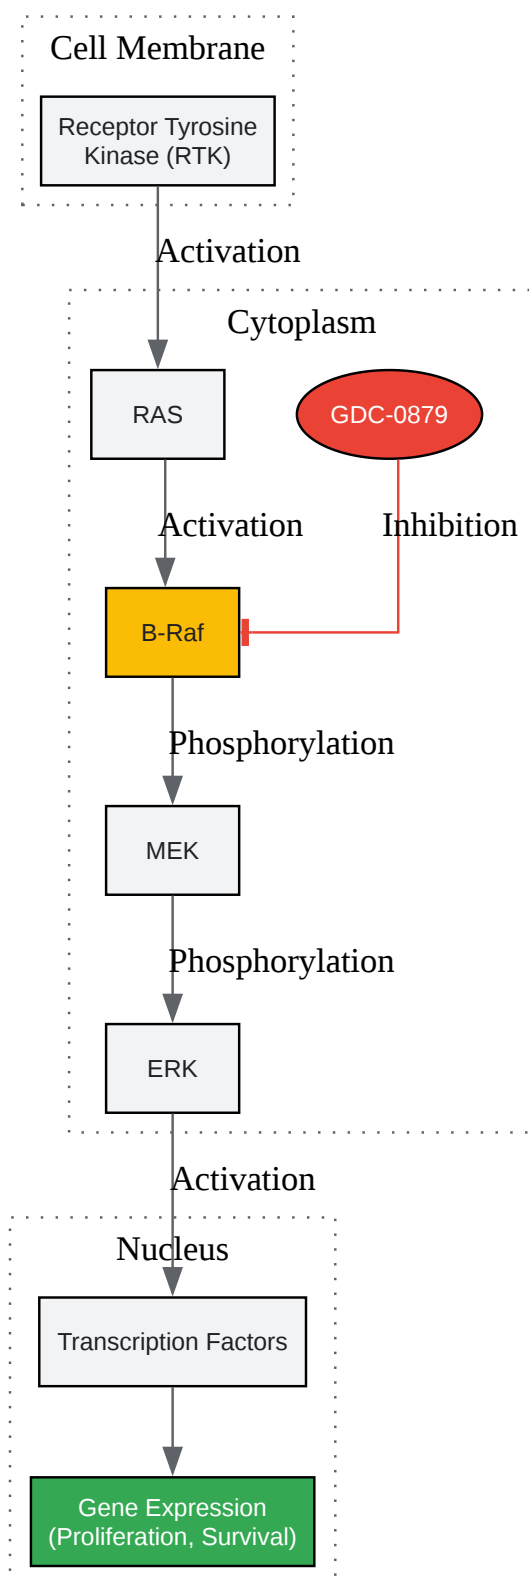 Cell Membrane
Receptor Tyrosine
Kinase (RTK)
Activation
Cytoplasm
RAS
GDC-0879
Activation
Inhibition
B-Raf
Phosphorylation
MEK
Phosphorylation
ERK
Activation
Nucleus
Transcription Factors
Gene Expression
(Proliferation, Survival)